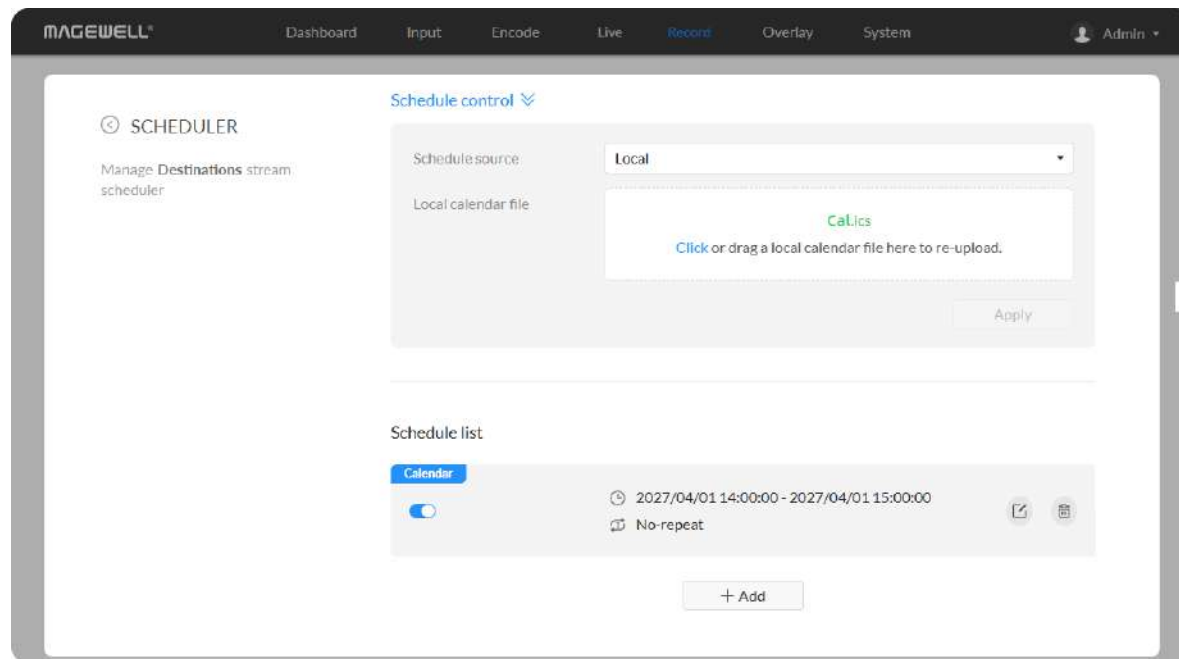 MAGEWELL®
Dashboard Input Encode Live Record Overlay System Admin
SCHEDULER
Manage Destinations stream
scheduler
Schedule control
Schedule source Local
Local calendar file
Cal.ics
Click or drag a local calendar file here to re-upload.
Apply
Schedule list
Calendar
2027/04/01 14:00:00 - 2027/04/01 15:00:00
No-repeat
+ Add